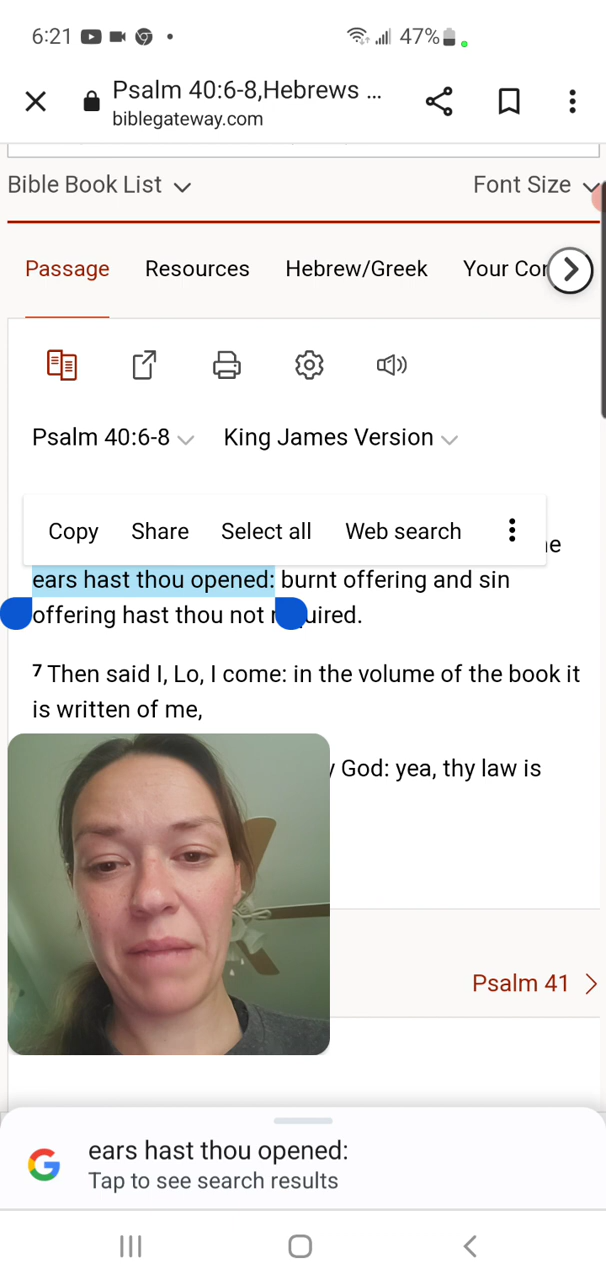 6:21 47%
Psalm 40:6-8,Hebrews ...
biblegateway.com
Bible Book List Font Size
Passage Resources Hebrew/Greek Your Cor
Psalm 40:6-8 King James Version
Copy Share Select all Web search
ears hast thou opened: burnt offering and sin
offering hast thou not required.
7 Then said I, Lo, I come: in the volume of the book it
is written of me,
God: yea, thy law is
Psalm 41
G ears hast thou opened:
Tap to see search results